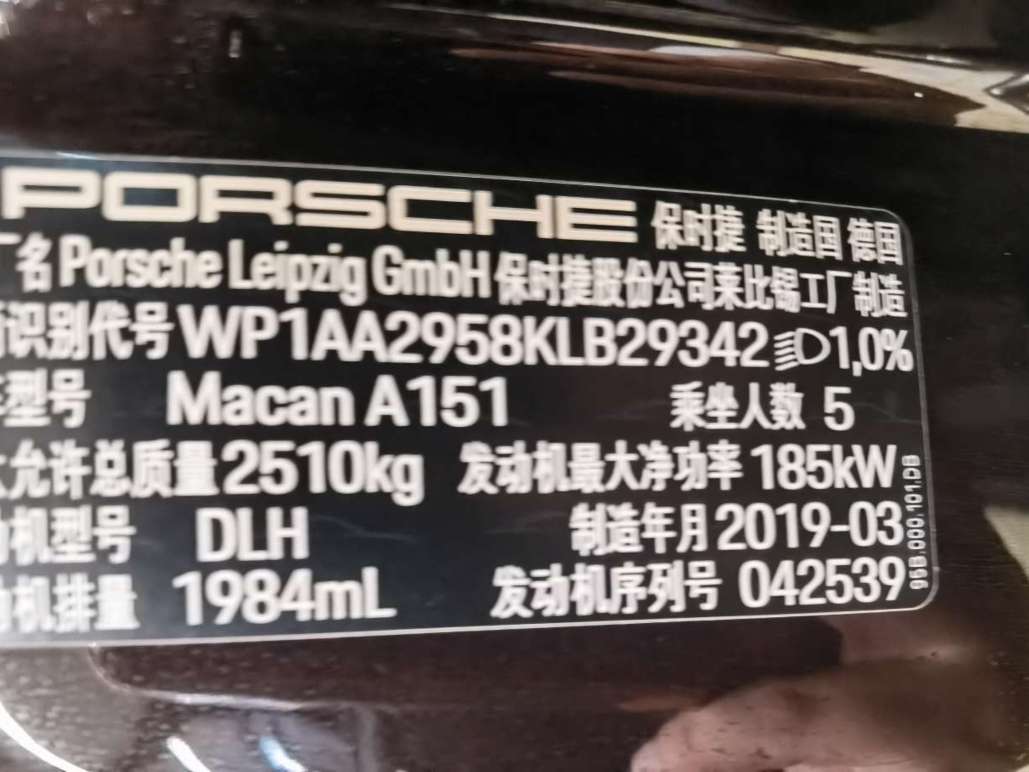 PORSCHE 保时捷 制造国 德国
厂名 Porsche Leipzig GmbH 保时捷股份公司莱比锡工厂制造
识别代号 WP1AA2958KLB29342 1,0%
型号 Macan A151 乘坐人数 5
允许总质量 2510kg 发动机最大净功率 185kW
机型号 DLH 制造年月 2019-03
机排量 1984mL 发动机序列号 042539
95B.000.101.DB